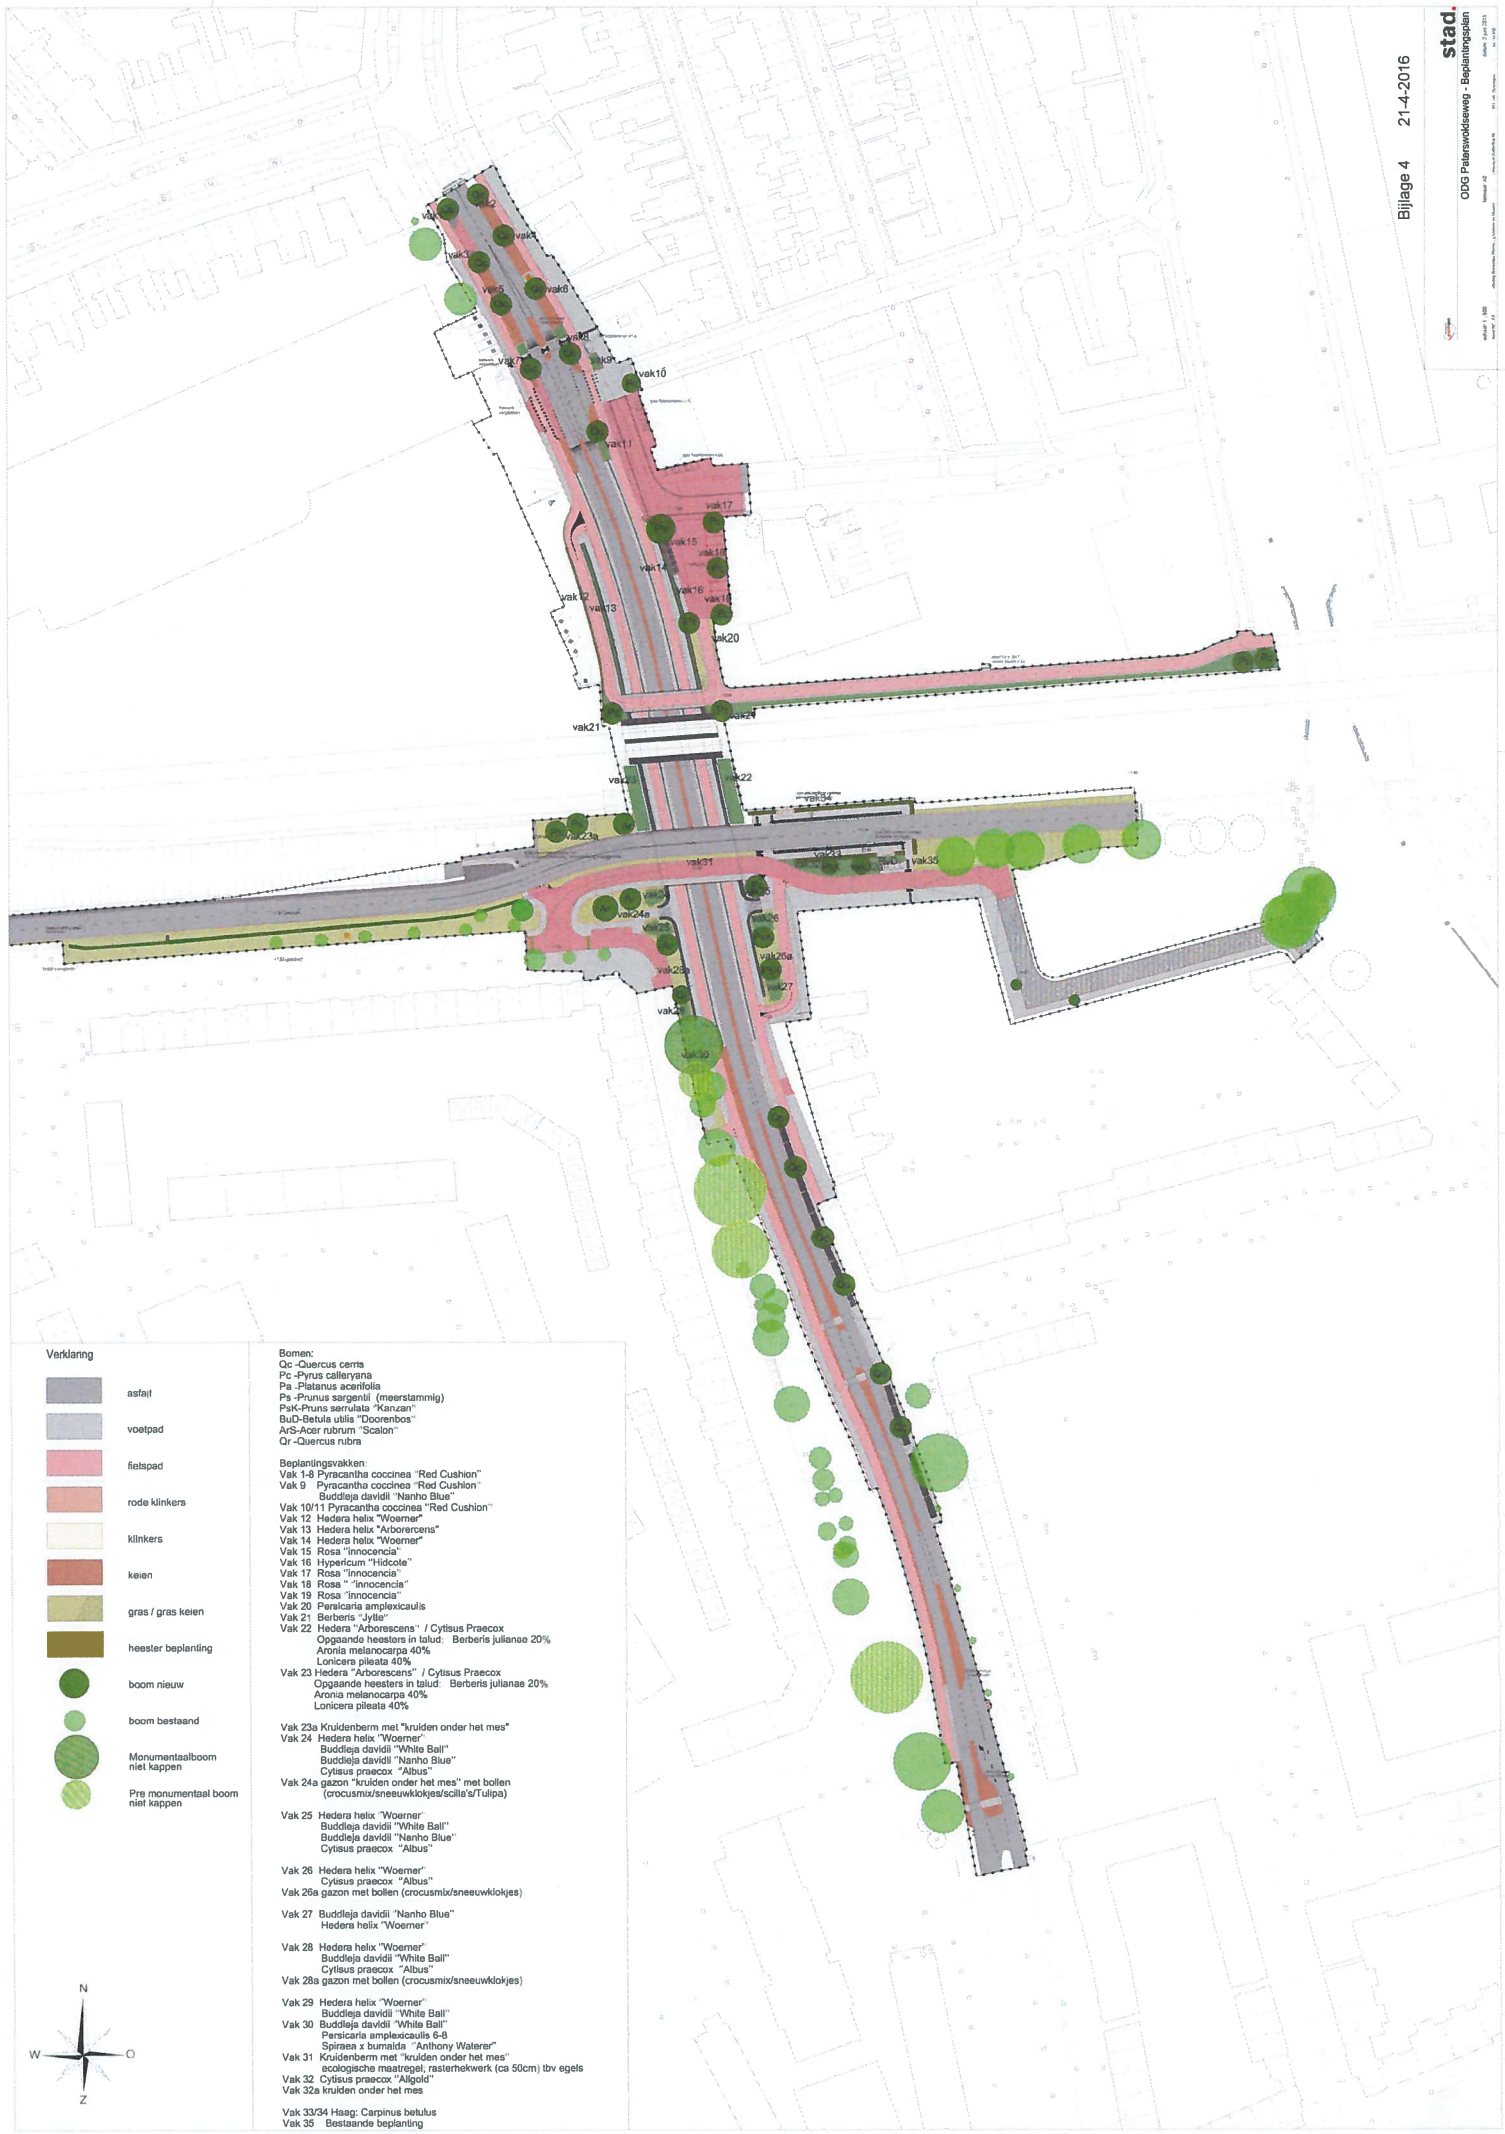 Bijlage 4 21-4-2016
stad.
ODG Paterswoldseweg - Beplantingsplan
vak2
vak4
vak3
vak5
vak6
vak8
vak7
vak9
vak10
vak11
vak17
vak15
vak18
vak14
vak16
vak12
vak13
vak19
vak20
vak21
vak22
vak23
vak34
vak23a
vak31
vak35
vak24a
vak26
vak26a
vak28a
vak27
vak29
vak30
Verklaring
asfalt
voetpad
fietspad
rode klinkers
klinkers
keien
gras / gras keien
heester beplanting
boom nieuw
boom bestaand
Monumentaalboom
niet kappen
Pre monumentaal boom
niet kappen
N
W
O
Z
Bomen:
Qc -Quercus cerris
Pc -Pyrus calleryana
Pa -Platanus acerifolia
Ps -Prunus sargentii (meerstammig)
PsK-Pruns serrulata "Kanzan"
BuD-Betula utilis "Doorenbos"
ArS-Acer rubrum "Scalon"
Qr -Quercus rubra
Beplantingsvakken:
Vak 1-8 Pyracantha coccinea "Red Cushion"
Vak 9 Pyracantha coccinea "Red Cushion"
Buddleja davidii "Nanho Blue"
Vak 10/11 Pyracantha coccinea "Red Cushion"
Vak 12 Hedera helix "Woerner"
Vak 13 Hedera helix "Arborercens"
Vak 14 Hedera helix "Woerner"
Vak 15 Rosa "innocencia"
Vak 16 Hypericum "Hidcote"
Vak 17 Rosa "innocencia"
Vak 18 Rosa " "innocencia"
Vak 19 Rosa "innocencia"
Vak 20 Persicaria amplexicaulis
Vak 21 Berberis "Jytte"
Vak 22 Hedera "Arborescens" / Cytisus Praecox
Opgaande heesters in talud: Berberis julianae 20%
Aronia melanocarpa 40%
Lonicera pileata 40%
Vak 23 Hedera "Arborescens" / Cytisus Praecox
Opgaande heesters in talud: Berberis julianae 20%
Aronia melanocarpa 40%
Lonicera pileata 40%
Vak 23a Kruidenberm met "kruiden onder het mes"
Vak 24 Hedera helix "Woerner"
Buddleja davidii "White Ball"
Buddleja davidii "Nanho Blue"
Cytisus praecox "Albus"
Vak 24a gazon "kruiden onder het mes" met bollen
(crocusmix/sneeuwklokjes/scilla's/Tulipa)
Vak 25 Hedera helix "Woerner"
Buddleja davidii "White Ball"
Buddleja davidii "Nanho Blue"
Cytisus praecox "Albus"
Vak 26 Hedera helix "Woerner"
Cytisus praecox "Albus"
Vak 26a gazon met bollen (crocusmix/sneeuwklokjes)
Vak 27 Buddleja davidii "Nanho Blue"
Hedera helix "Woerner"
Vak 28 Hedera helix "Woerner"
Buddleja davidii "White Ball"
Cytisus praecox "Albus"
Vak 28a gazon met bollen (crocusmix/sneeuwklokjes)
Vak 29 Hedera helix "Woerner"
Buddleja davidii "White Ball"
Vak 30 Buddleja davidii "White Ball"
Persicaria amplexicaulis 6-8
Spiraea x bumalda "Anthony Waterer"
Vak 31 Kruidenberm met "kruiden onder het mes"
ecologische maatregel; rasterhekwerk (ca 50cm) tbv egels
Vak 32 Cytisus praecox "Allgold"
Vak 32a kruiden onder het mes
Vak 33/34 Haag: Carpinus betulus
Vak 35 Bestaande beplanting